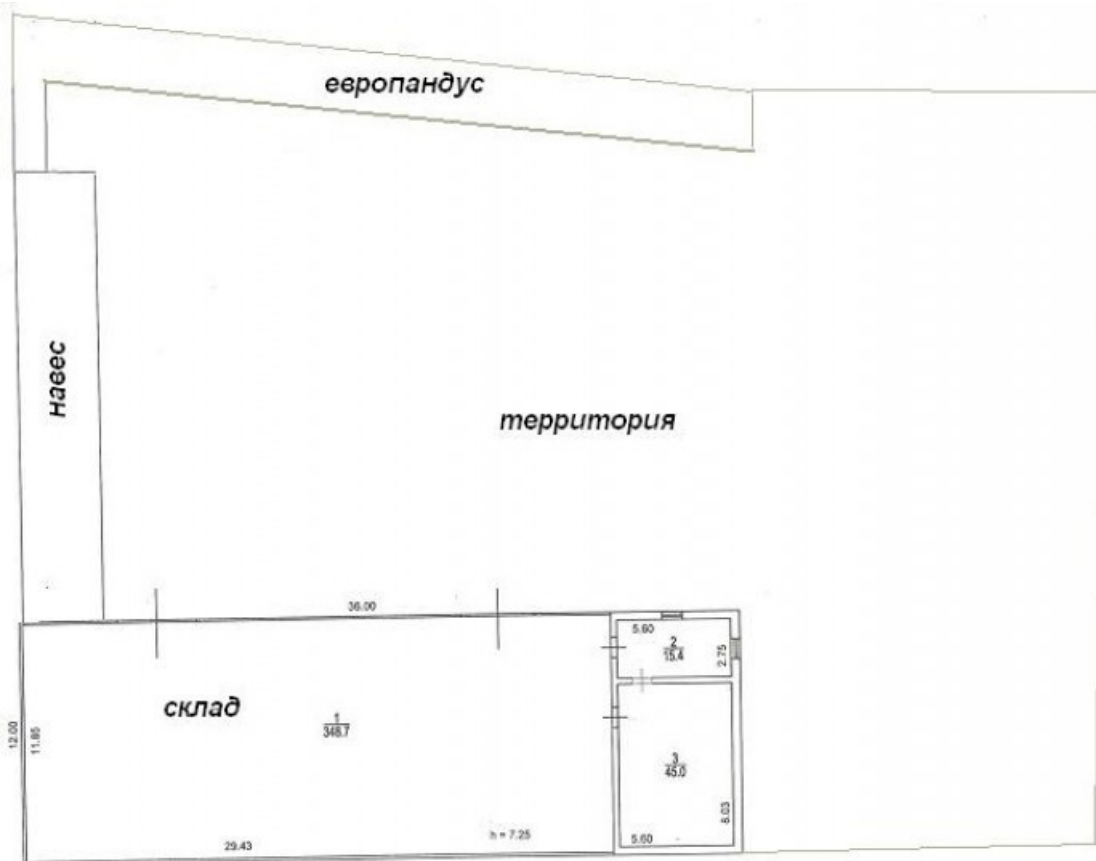 европандус
навес
территория
36.00
5.60
2
15.4
2.75
склад
1
348.7
12.00
11.85
3
45.0
8.03
5.60
h = 7.25
29.43